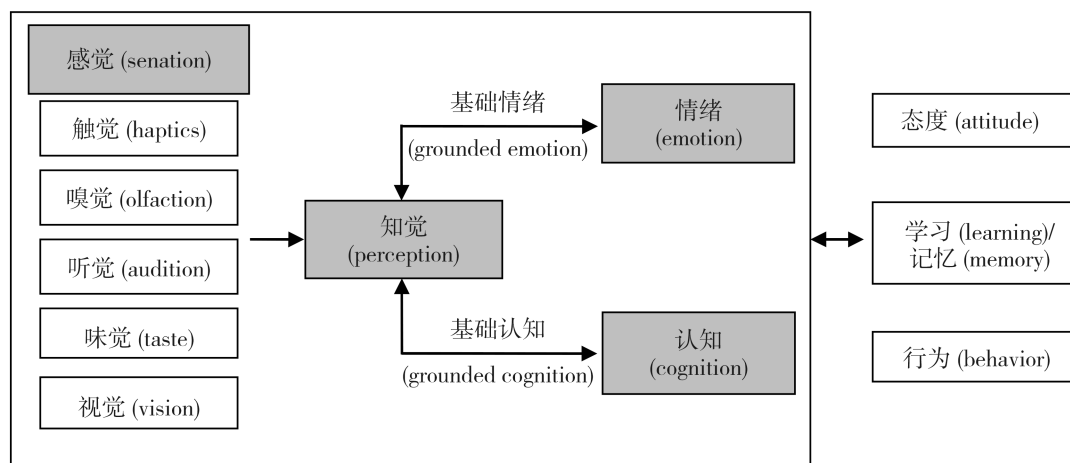 感觉 (senation)
触觉 (haptics)
嗅觉 (olfaction)
听觉 (audition)
味觉 (taste)
视觉 (vision)
知觉
(perception)
基础情绪
(grounded emotion)
基础认知
(grounded cognition)
情绪
(emotion)
认知
(cognition)
态度 (attitude)
学习 (learning)/
记忆 (memory)
行为 (behavior)